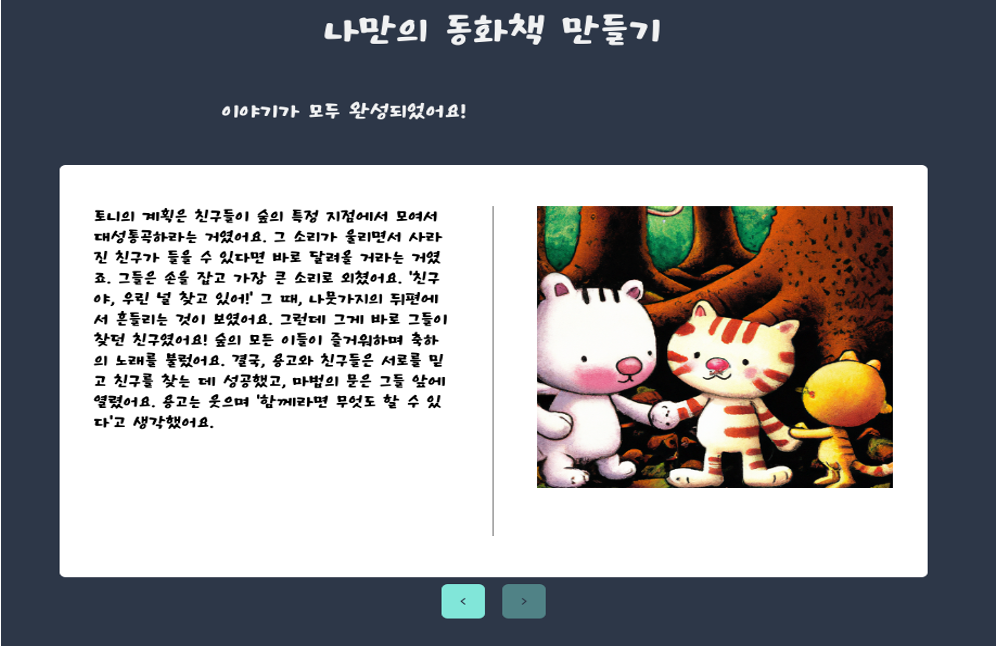 나만의 동화책 만들기
이야기가 모두 완성되었어요!
토니의 계획은 친구들이 숲의 특정 지점에서 모여서
대성통곡하라는 거였어요. 그 소리가 울리면서 사라
진 친구가 들을 수 있다면 바로 달려올 거라는 거였
죠. 그들은 손을 잡고 가장 큰 소리로 외쳤어요. '친구
야, 우린 널 찾고 있어!' 그 때, 나뭇가지의 뒤편에
서 흔들리는 것이 보였어요. 그런데 그게 바로 그들이
찾던 친구였어요! 숲의 모든 이들이 즐거워하며 축하
의 노래를 불렀어요. 결국, 용고와 친구들은 서로를 믿
고 친구를 찾는 데 성공했고, 마법의 문은 그들 앞에
열렸어요. 용고는 웃으며 '함께라면 무엇도 할 수 있
다'고 생각했어요.
< >